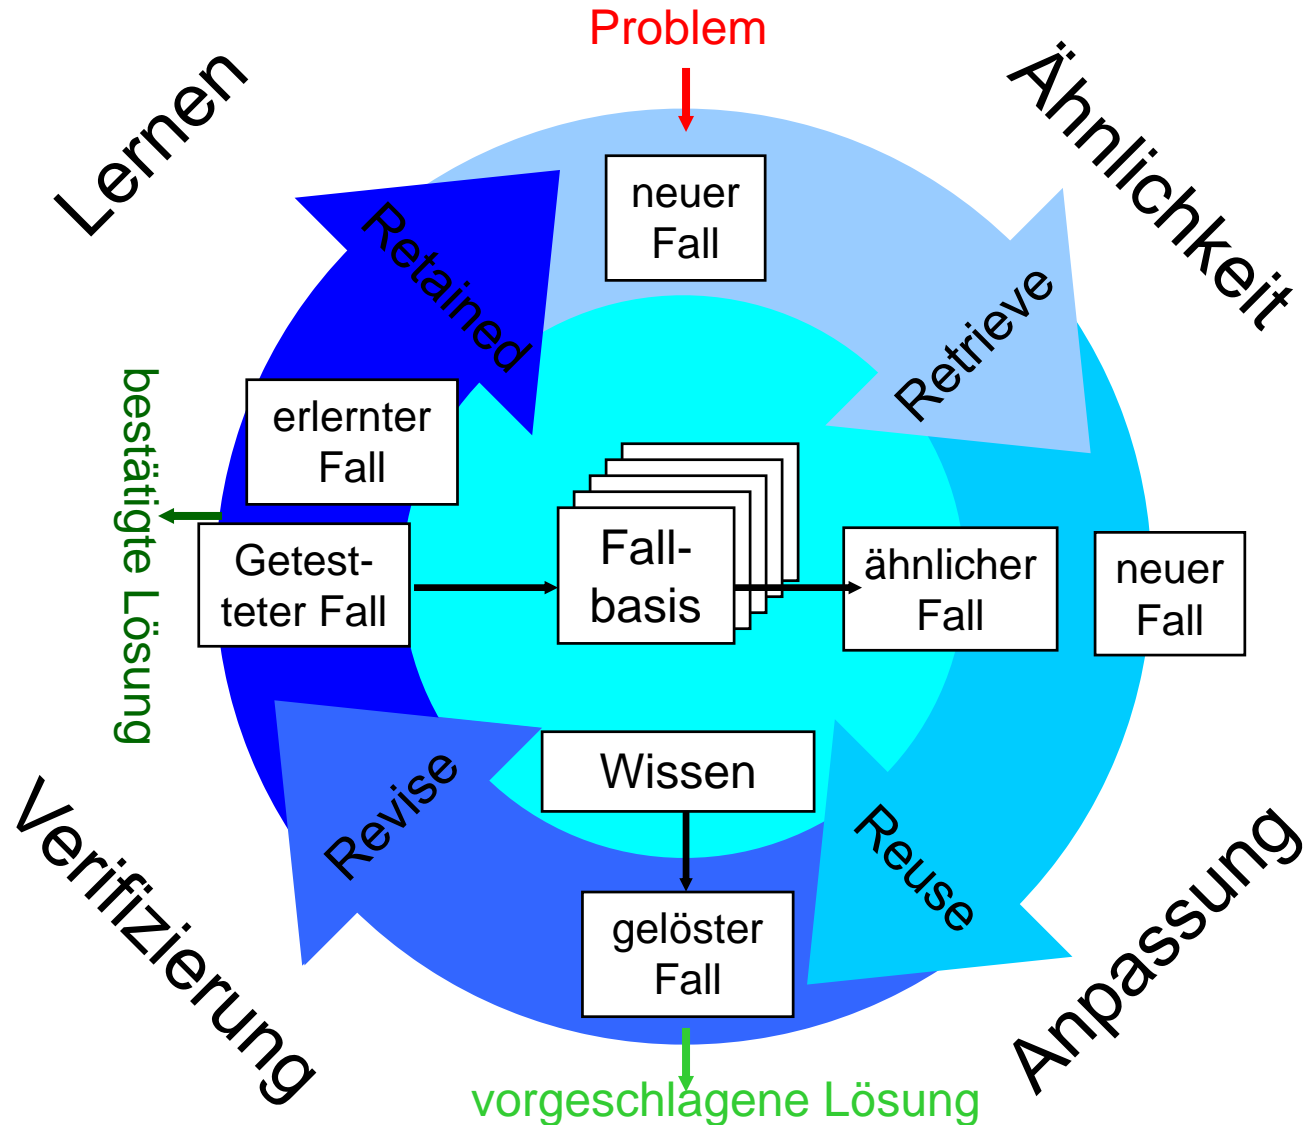 Problem
Lernen
Ähnlichkeit
neuer
Fall
Retained
Retrieve
bestätigte Lösung
erlernter
Fall
Getest-
teter Fall
Fall-
basis
ähnlicher
Fall
neuer
Fall
Wissen
Revise
Reuse
Verifizierung
Anpassung
gelöster
Fall
vorgeschlagene Lösung